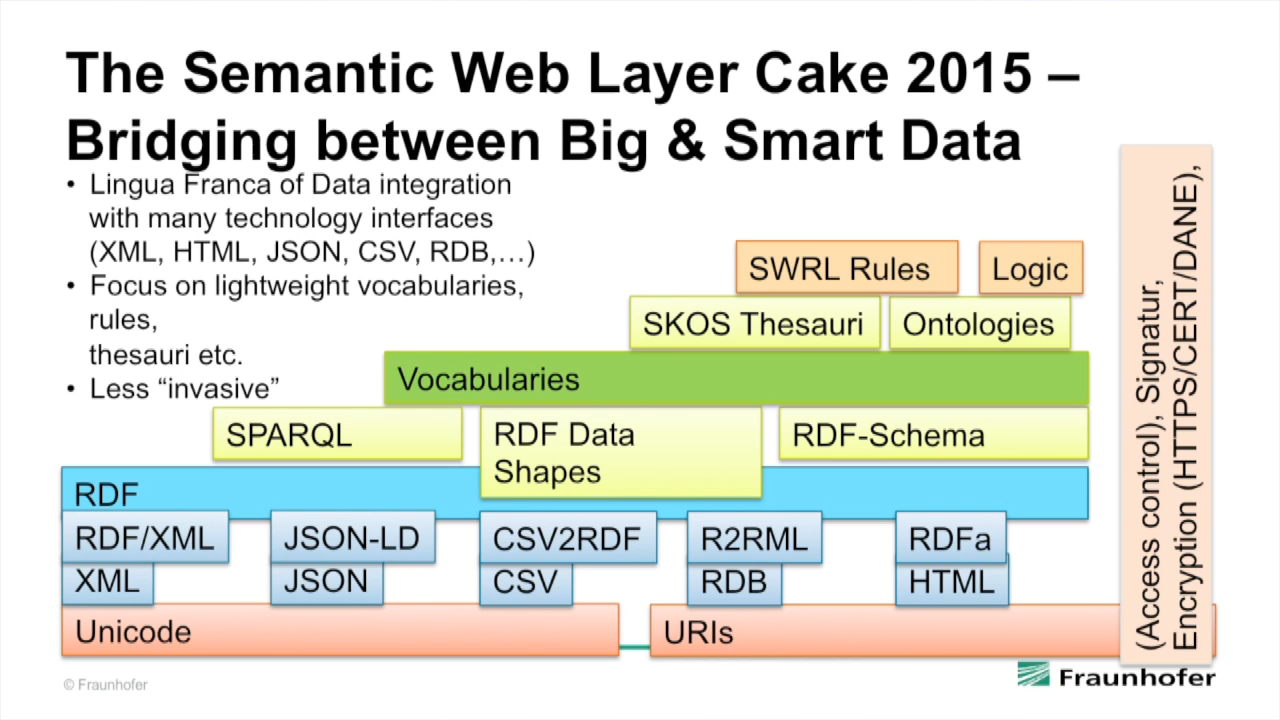 The Semantic Web Layer Cake 2015 –
Bridging between Big & Smart Data
• Lingua Franca of Data integration
with many technology interfaces
(XML, HTML, JSON, CSV, RDB,…)
• Focus on lightweight vocabularies,
rules,
thesauri etc.
• Less “invasive”
SWRL Rules
Logic
SKOS Thesauri
Ontologies
Vocabularies
SPARQL
RDF Data
Shapes
RDF-Schema
RDF
RDF/XML
JSON-LD
CSV2RDF
R2RML
RDFa
XML
JSON
CSV
RDB
HTML
Unicode
URIs
(Access control), Signatur,
Encryption (HTTPS/CERT/DANE),
© Fraunhofer
Fraunhofer